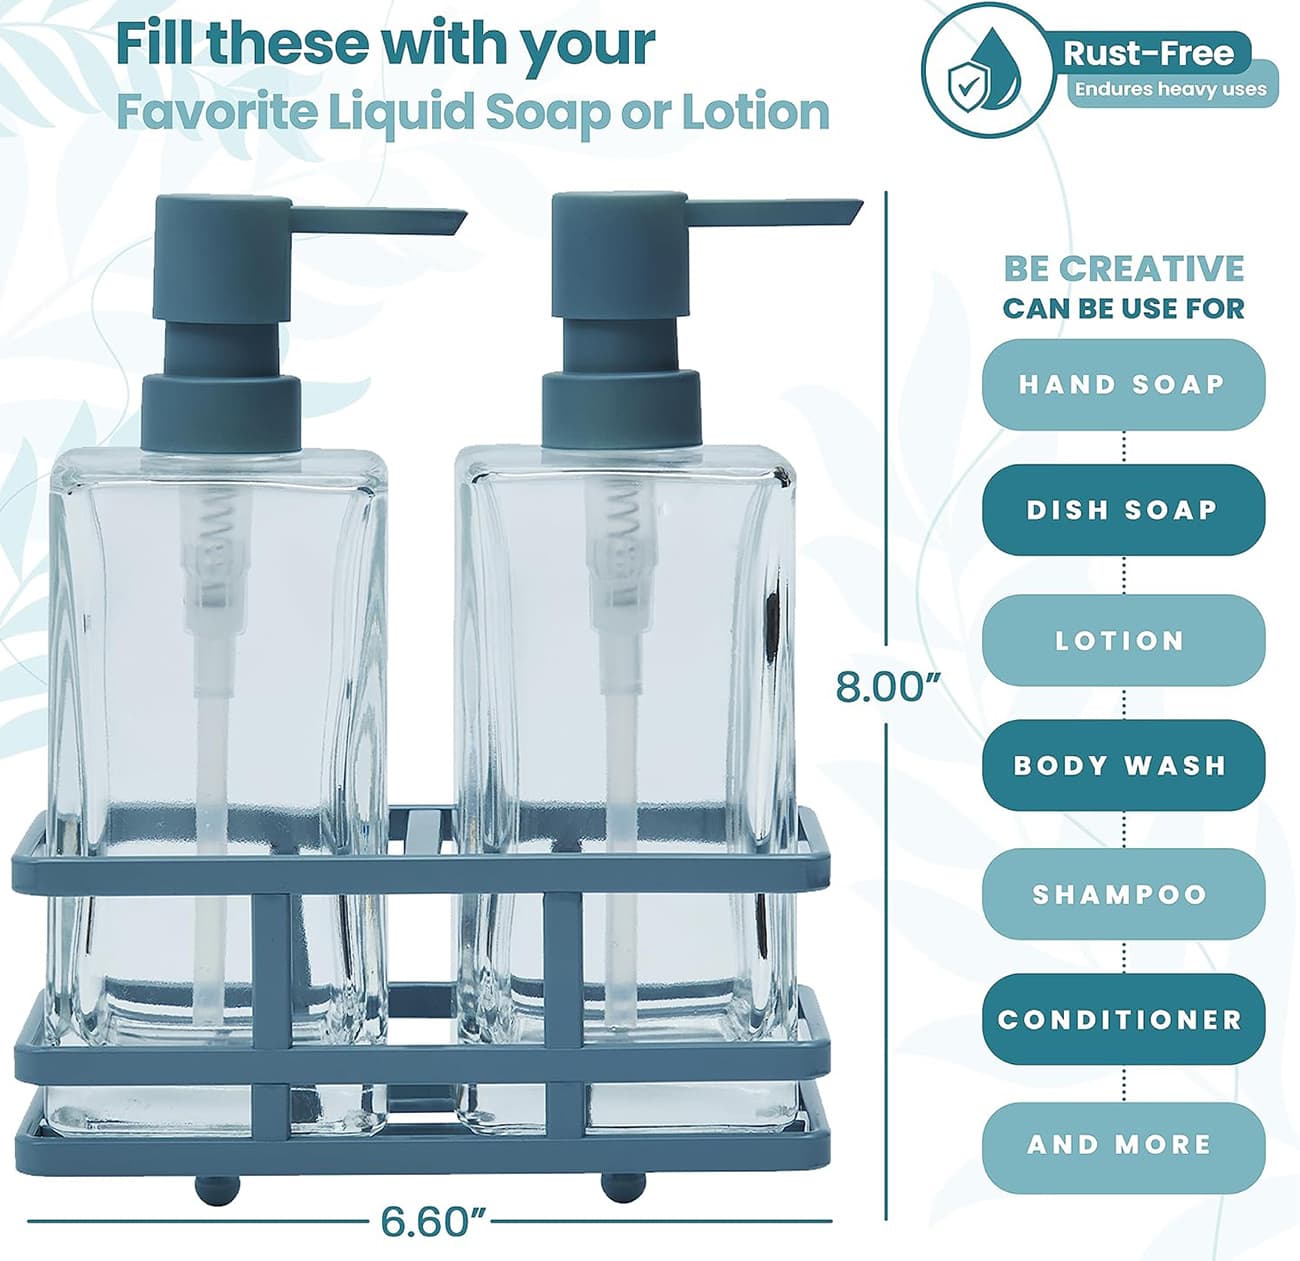 Fill these with your
Favorite Liquid Soap or Lotion
Rust-Free
Endures heavy uses
BE CREATIVE
CAN BE USE FOR
HAND SOAP
DISH SOAP
LOTION
BODY WASH
SHAMPOO
CONDITIONER
AND MORE
8.00"
6.60"